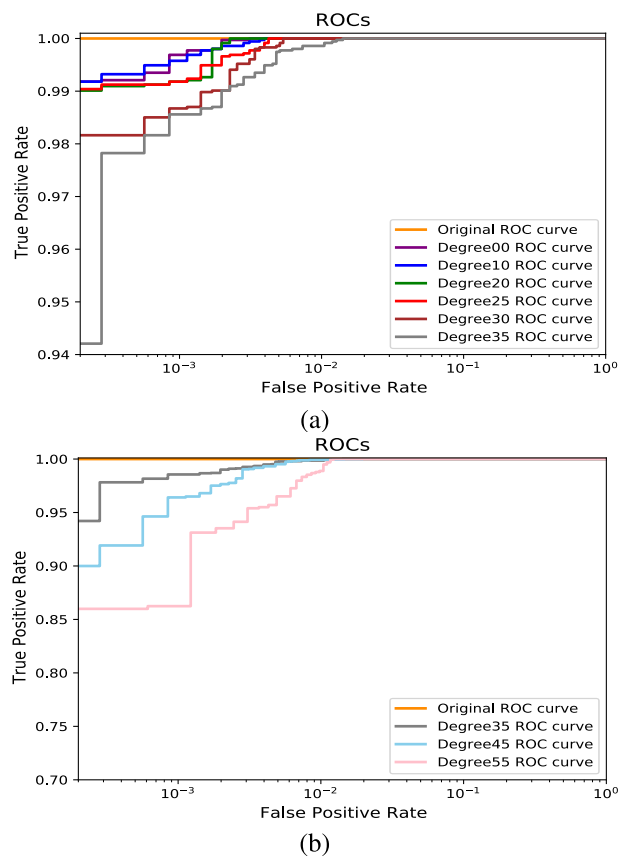 ROCs
1.00
0.99
0.98
0.97
0.96
0.95
0.94
True Positive Rate
Original ROC curve
Degree00 ROC curve
Degree10 ROC curve
Degree20 ROC curve
Degree25 ROC curve
Degree30 ROC curve
Degree35 ROC curve
10⁻³ 10⁻² 10⁻¹ 10⁰
False Positive Rate
(a)
ROCs
1.00
0.95
0.90
0.85
0.80
0.75
0.70
True Positive Rate
Original ROC curve
Degree35 ROC curve
Degree45 ROC curve
Degree55 ROC curve
10⁻³ 10⁻² 10⁻¹ 10⁰
False Positive Rate
(b)